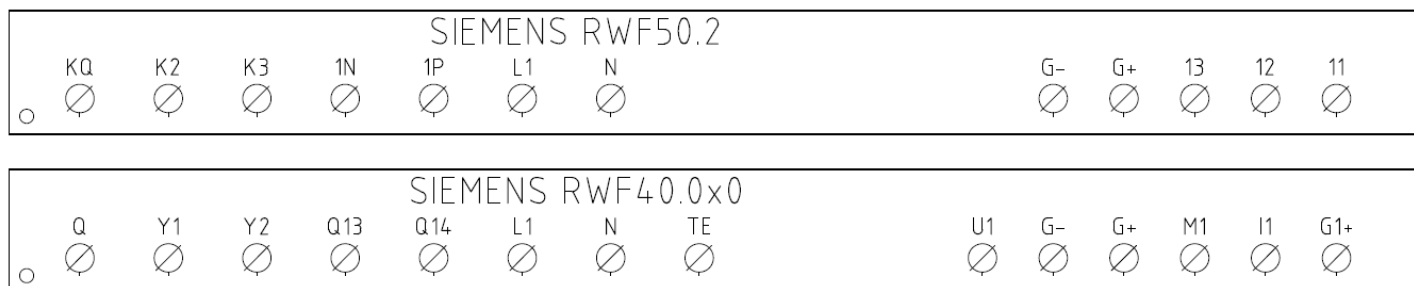 SIEMENS RWF50.2
KQ K2 K3 1N 1P L1 N G- G+ 13 12 11
SIEMENS RWF40.0x0
Q Y1 Y2 Q13 Q14 L1 N TE U1 G- G+ M1 I1 G1+